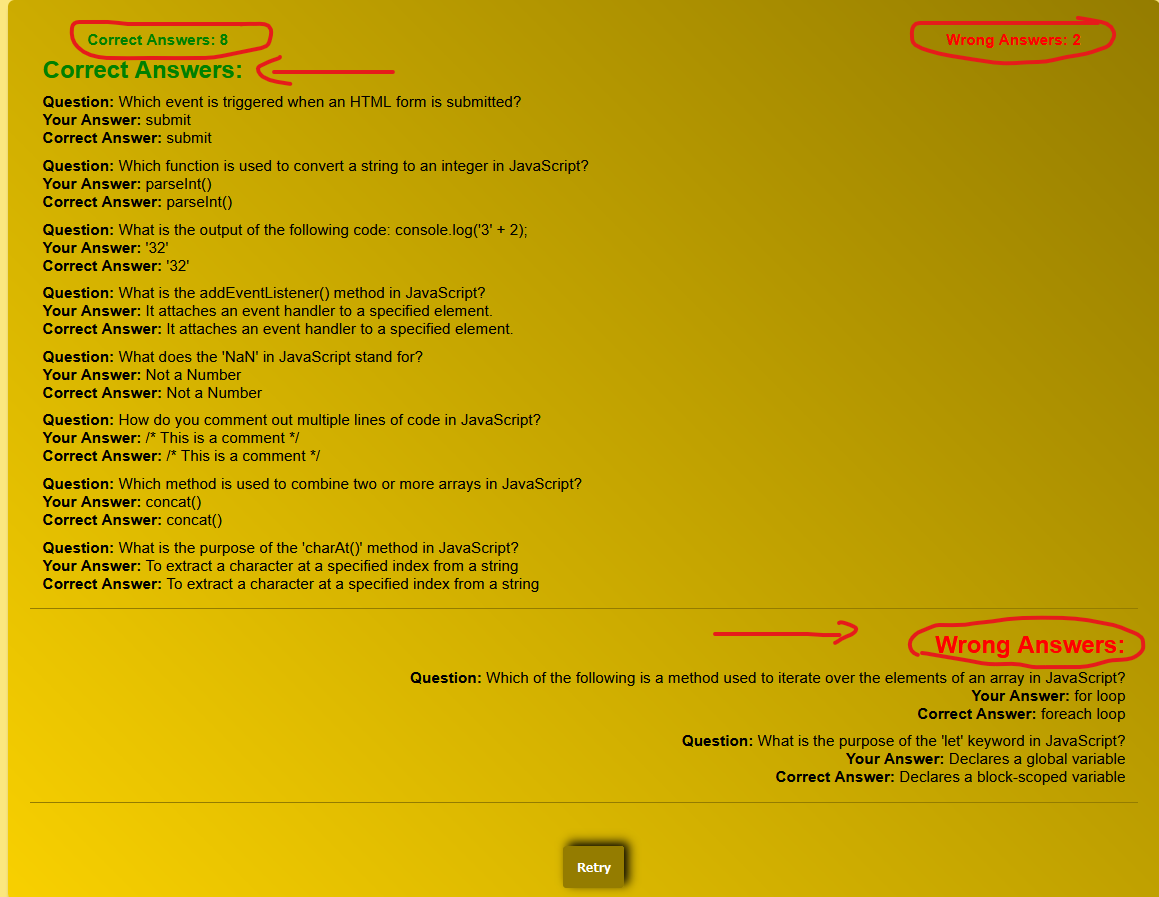 Correct Answers: 8
Wrong Answers: 2
Correct Answers:
Question: Which event is triggered when an HTML form is submitted?
Your Answer: submit
Correct Answer: submit
Question: Which function is used to convert a string to an integer in JavaScript?
Your Answer: parseInt()
Correct Answer: parseInt()
Question: What is the output of the following code: console.log('3' + 2);
Your Answer: '32'
Correct Answer: '32'
Question: What is the addEventListener() method in JavaScript?
Your Answer: It attaches an event handler to a specified element.
Correct Answer: It attaches an event handler to a specified element.
Question: What does the 'NaN' in JavaScript stand for?
Your Answer: Not a Number
Correct Answer: Not a Number
Question: How do you comment out multiple lines of code in JavaScript?
Your Answer: /* This is a comment */
Correct Answer: /* This is a comment */
Question: Which method is used to combine two or more arrays in JavaScript?
Your Answer: concat()
Correct Answer: concat()
Question: What is the purpose of the 'charAt()' method in JavaScript?
Your Answer: To extract a character at a specified index from a string
Correct Answer: To extract a character at a specified index from a string
Wrong Answers:
Question: Which of the following is a method used to iterate over the elements of an array in JavaScript?
Your Answer: for loop
Correct Answer: foreach loop
Question: What is the purpose of the 'let' keyword in JavaScript?
Your Answer: Declares a global variable
Correct Answer: Declares a block-scoped variable
Retry